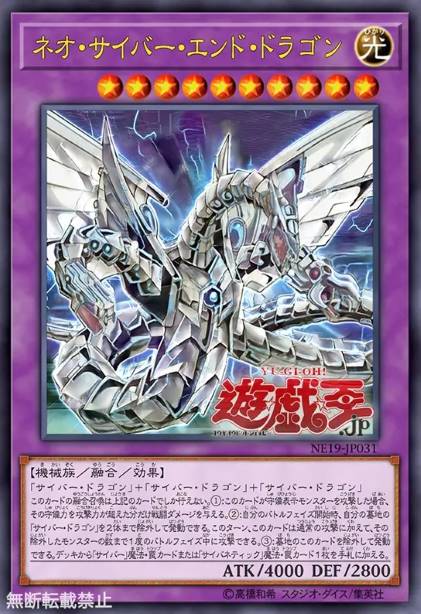 ネオ・サイバー・エンド・ドラゴン
光
ひかり
YU-GI-OH!
遊戯王
.Jp
NE19-JP031
【機械族／融合／効果】
「サイバー・ドラゴン」＋「サイバー・ドラゴン」＋「サイバー・ドラゴン」
このカードの融合召喚は上記のカードでしか行えない。①：このカードが守備表示モンスターを攻撃した場合、
その守備力を攻撃力が超えた分だけ戦闘ダメージを与える。②：自分のバトルフェイズ開始時、自分の墓地の
「サイバー・ドラゴン」を2体まで除外して発動できる。このターン、このカードは通常の攻撃に加えて、その
除外したモンスターの数まで1度のバトルフェイズ中に攻撃できる。③：墓地のこのカードを除外して発動
できる。デッキから「サイバー」魔法・罠カードまたは「サイバネティック」魔法・罠カード1枚を手札に加える。
ATK/4000 DEF/2800
©高橋和希 スタジオ・ダイス/集英社
無断転載禁止